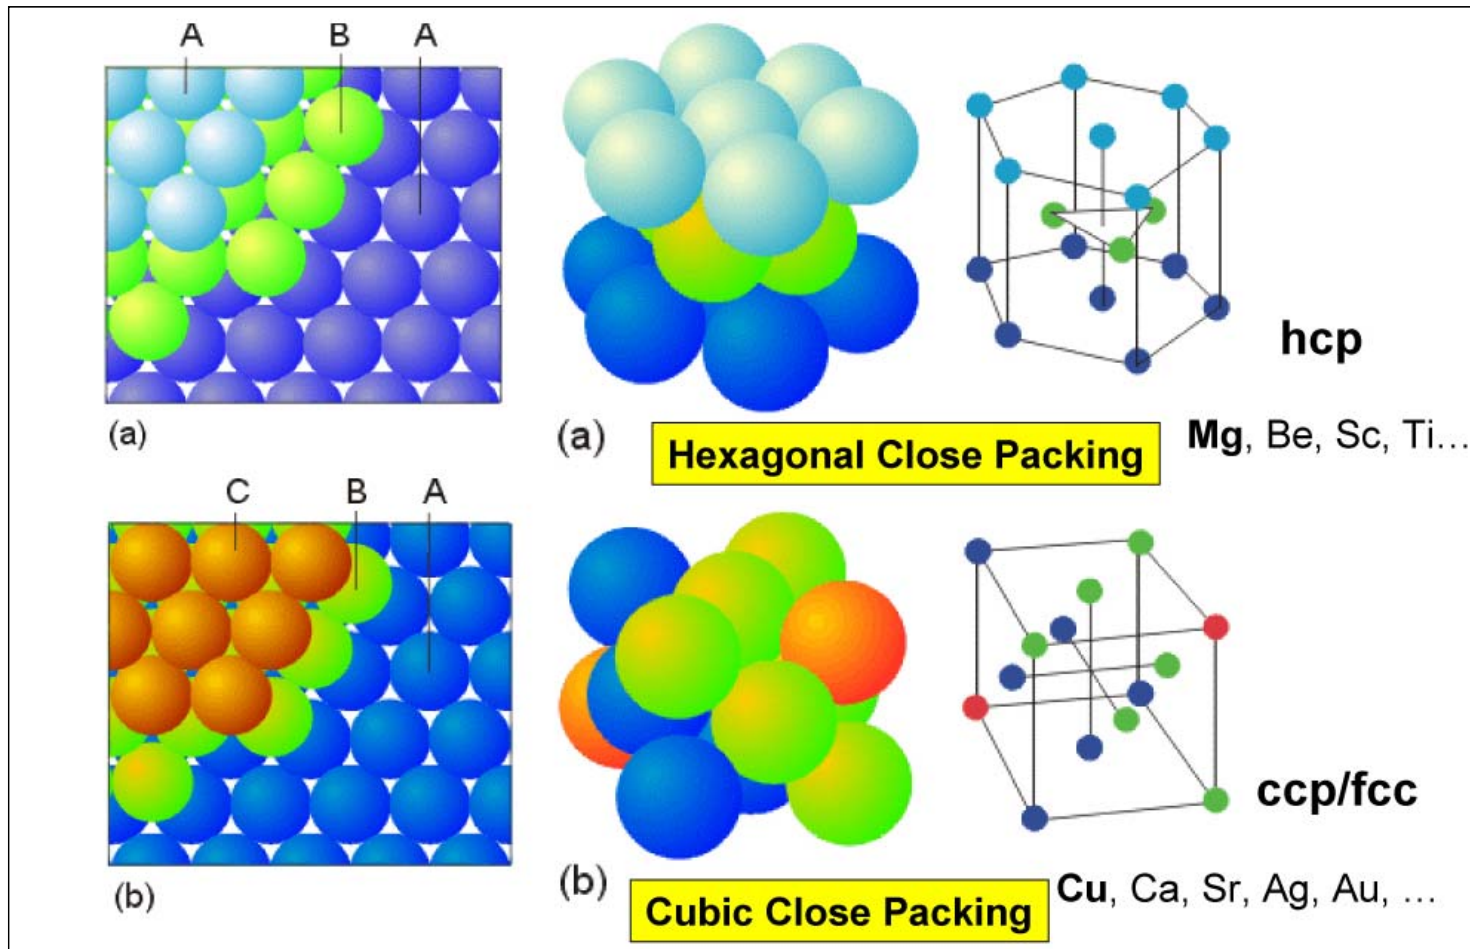 A B A
(a)
(a)
hcp
Hexagonal Close Packing
Mg, Be, Sc, Ti…
C B A
(b)
(b)
ccp/fcc
Cubic Close Packing
Cu, Ca, Sr, Ag, Au, …